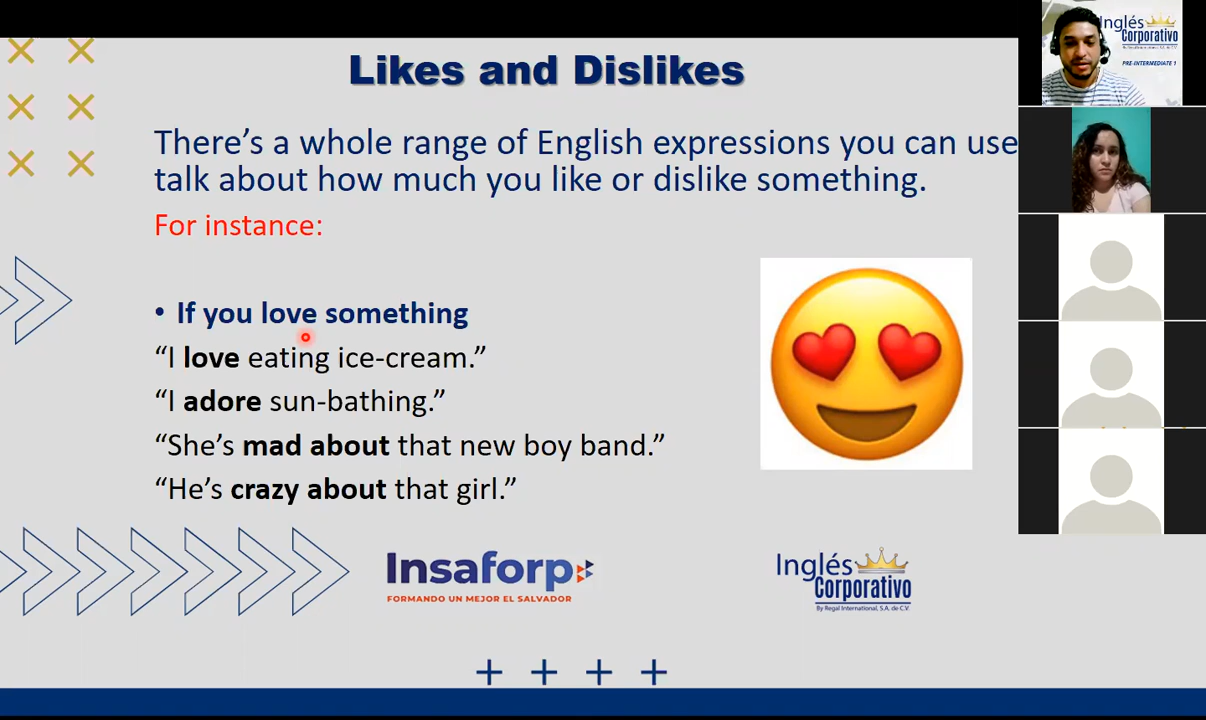 Likes and Dislikes
There's a whole range of English expressions you can use
talk about how much you like or dislike something.
For instance:
• If you love something
“I love eating ice-cream.”
“I adore sun-bathing.”
“She's mad about that new boy band.”
“He's crazy about that girl.”
Insaforp
FORMANDO UN MEJOR EL SALVADOR
Inglés
Corporativo
By Regal International, S.A. de C.V.
Inglés
Corporativo
PRE-INTERMEDIATE 1